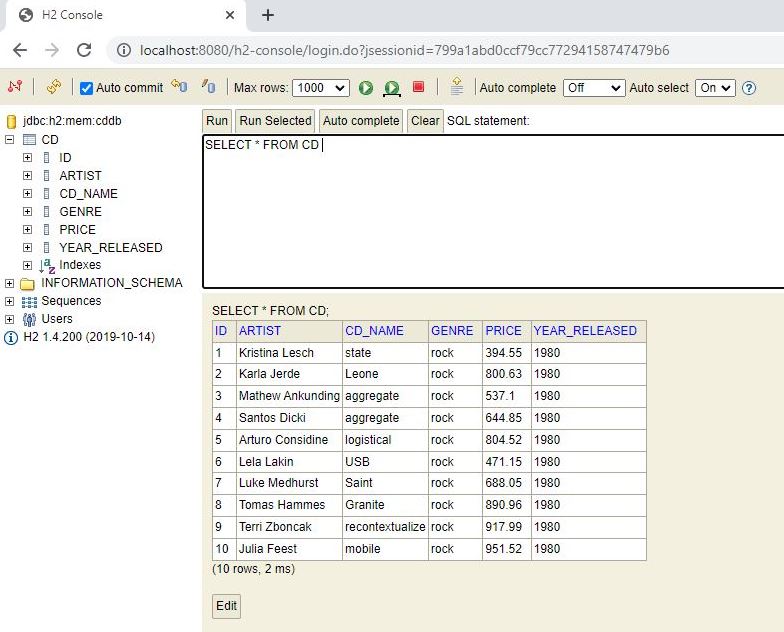 H2 Console
localhost:8080/h2-console/login.do?jsessionid=799a1abd0ccf79cc77294158747479b6
Auto commit Max rows: 1000 Auto complete Off Auto select On
jdbc:h2:mem:cddb
CD
ID
ARTIST
CD_NAME
GENRE
PRICE
YEAR_RELEASED
Indexes
INFORMATION_SCHEMA
Sequences
Users
H2 1.4.200 (2019-10-14)
Run Run Selected Auto complete Clear SQL statement:
SELECT * FROM CD
SELECT * FROM CD;
ID ARTIST CD_NAME GENRE PRICE YEAR_RELEASED
1 Kristina Lesch state rock 394.55 1980
2 Karla Jerde Leone rock 800.63 1980
3 Mathew Ankunding aggregate rock 537.1 1980
4 Santos Dicki aggregate rock 644.85 1980
5 Arturo Considine logistical rock 804.52 1980
6 Lela Lakin USB rock 471.15 1980
7 Luke Medhurst Saint rock 688.05 1980
8 Tomas Hammes Granite rock 890.96 1980
9 Terri Zboncak recontextualize rock 917.99 1980
10 Julia Feest mobile rock 951.52 1980
(10 rows, 2 ms)
Edit